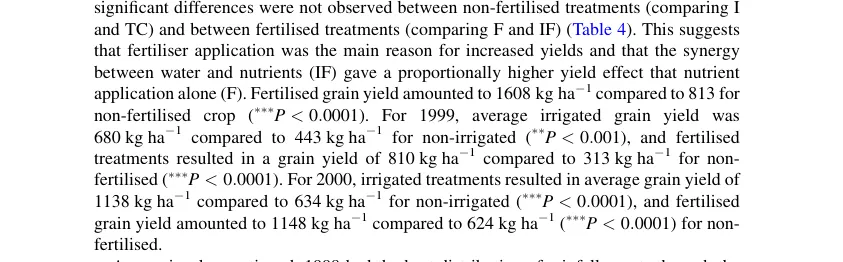 significant differences were not observed between non-fertilised treatments (comparing I
and TC) and between fertilised treatments (comparing F and IF) (Table 4). This suggests
that fertiliser application was the main reason for increased yields and that the synergy
between water and nutrients (IF) gave a proportionally higher yield effect that nutrient
application alone (F). Fertilised grain yield amounted to 1608 kg ha⁻¹ compared to 813 for
non-fertilised crop (***P < 0.0001). For 1999, average irrigated grain yield was
680 kg ha⁻¹ compared to 443 kg ha⁻¹ for non-irrigated (**P < 0.001), and fertilised
treatments resulted in a grain yield of 810 kg ha⁻¹ compared to 313 kg ha⁻¹ for non-
fertilised (***P < 0.0001). For 2000, irrigated treatments resulted in average grain yield of
1138 kg ha⁻¹ compared to 634 kg ha⁻¹ for non-irrigated (***P < 0.0001), and fertilised
grain yield amounted to 1148 kg ha⁻¹ compared to 624 kg ha⁻¹ (***P < 0.0001) for non-
fertilised.